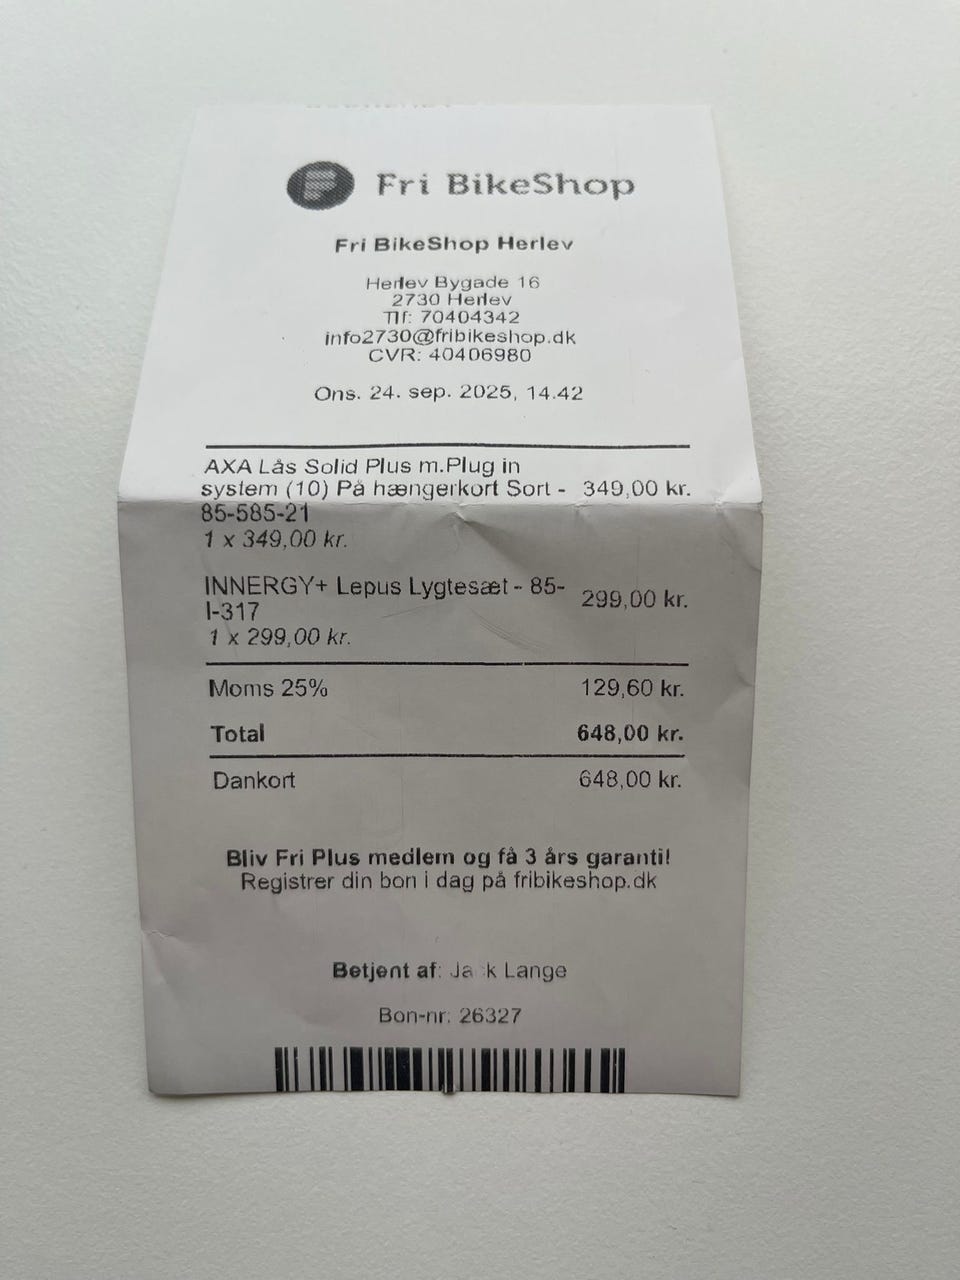 Fri BikeShop
Fri BikeShop Herlev
Herlev Bygade 16
2730 Herlev
Tlf: 70404342
info2730@fribikeshop.dk
CVR: 40406980
Ons. 24. sep. 2025, 14.42
AXA Lås Solid Plus m.Plug in
system (10) På hængerkort Sort - 349,00 kr.
85-585-21
1 x 349,00 kr.
INNERGY+ Lepus Lygtesæt - 85- 299,00 kr.
I-317
1 x 299,00 kr.
Moms 25% 129,60 kr.
Total 648,00 kr.
Dankort 648,00 kr.
Bliv Fri Plus medlem og få 3 års garanti!
Registrer din bon i dag på fribikeshop.dk
Betjent af: Jack Lange
Bon-nr: 26327